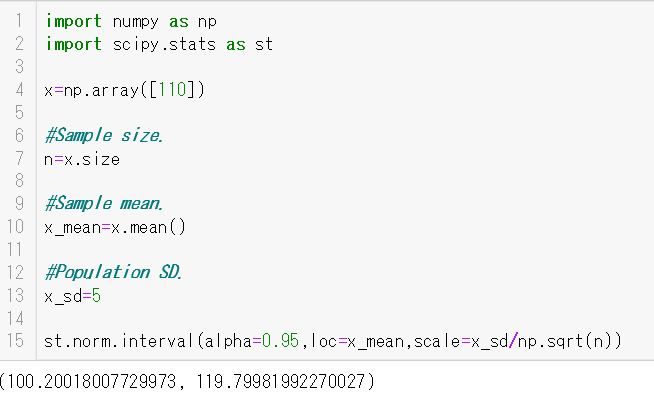 1 import numpy as np
2 import scipy.stats as st
3
4 x=np.array([110])
5
6 #Sample size.
7 n=x.size
8
9 #Sample mean.
10 x_mean=x.mean()
11
12 #Population SD.
13 x_sd=5
14
15 st.norm.interval(alpha=0.95,loc=x_mean,scale=x_sd/np.sqrt(n))
(100.20018007729973, 119.79981992270027)